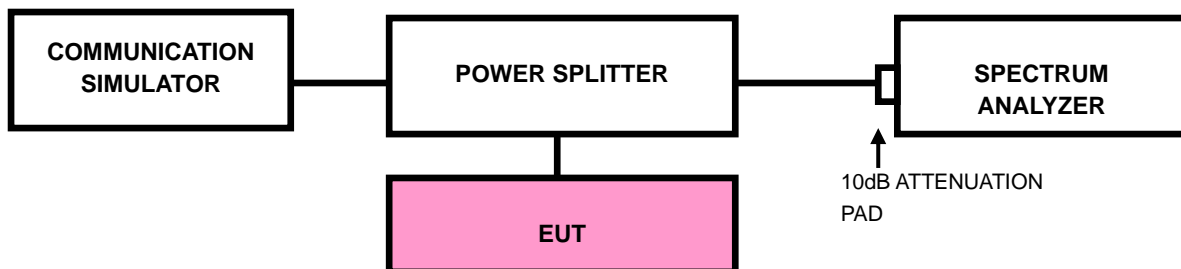 COMMUNICATION
SIMULATOR
POWER SPLITTER
SPECTRUM
ANALYZER
10dB ATTENUATION
PAD
EUT